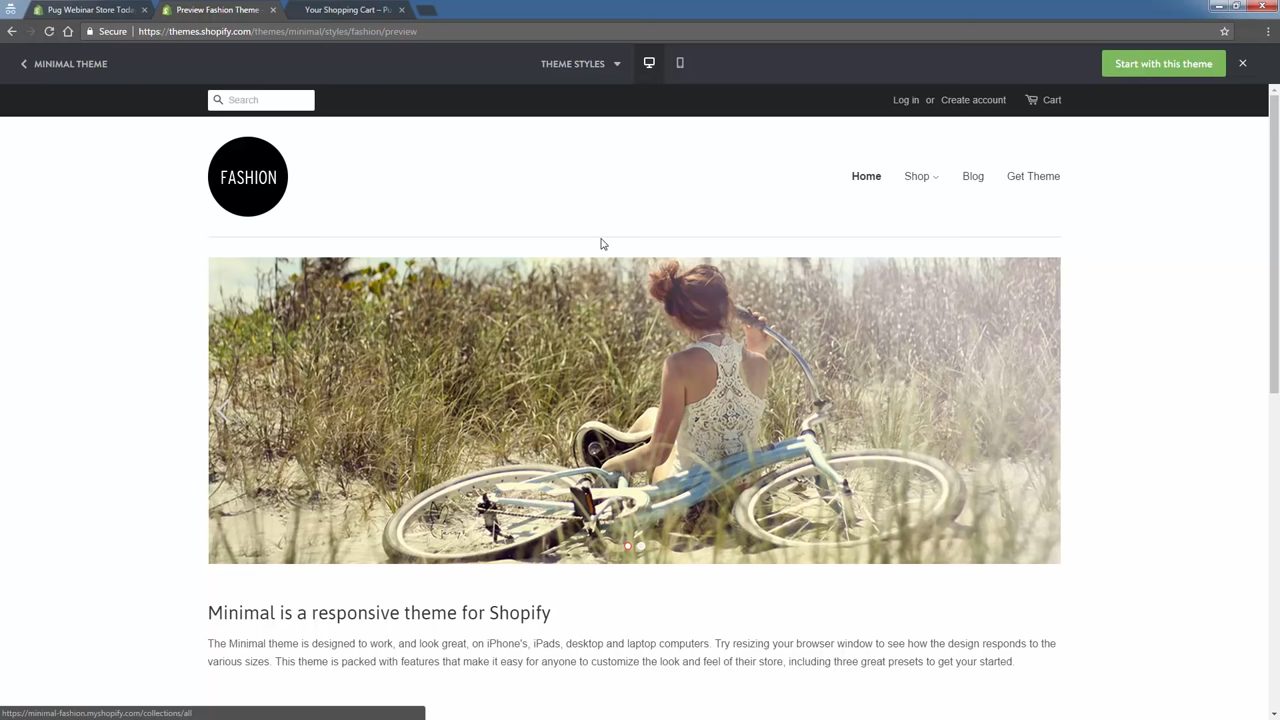 Pug Webinar Store Toda
Preview Fashion Theme
Your Shopping Cart – Pu
Secure
https://themes.shopify.com/themes/minimal/styles/fashion/preview
MINIMAL THEME
THEME STYLES
Start with this theme
Search
Log in or Create account
Cart
FASHION
Home
Shop
Blog
Get Theme
Minimal is a responsive theme for Shopify
The Minimal theme is designed to work, and look great, on iPhone's, iPads, desktop and laptop computers. Try resizing your browser window to see how the design responds to the
various sizes. This theme is packed with features that make it easy for anyone to customize the look and feel of their store, including three great presets to get your started.
https://minimal-fashion.myshopify.com/collections/all